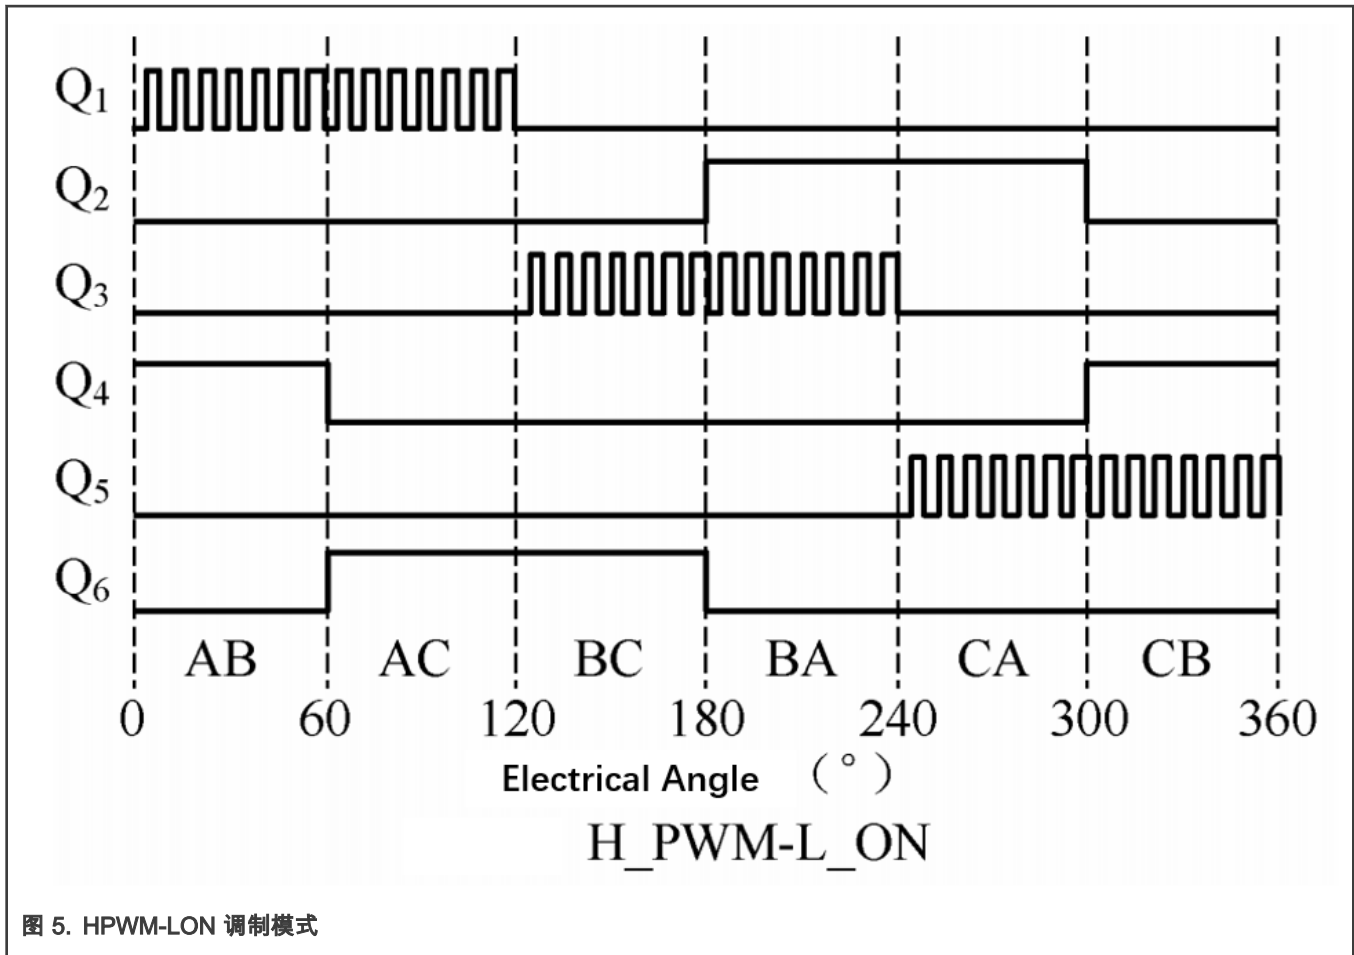 Q1
Q2
Q3
Q4
Q5
Q6
AB AC BC BA CA CB
0 60 120 180 240 300 360
Electrical Angle (°)
H_PWM-L_ON
图 5. HPWM-LON 调制模式